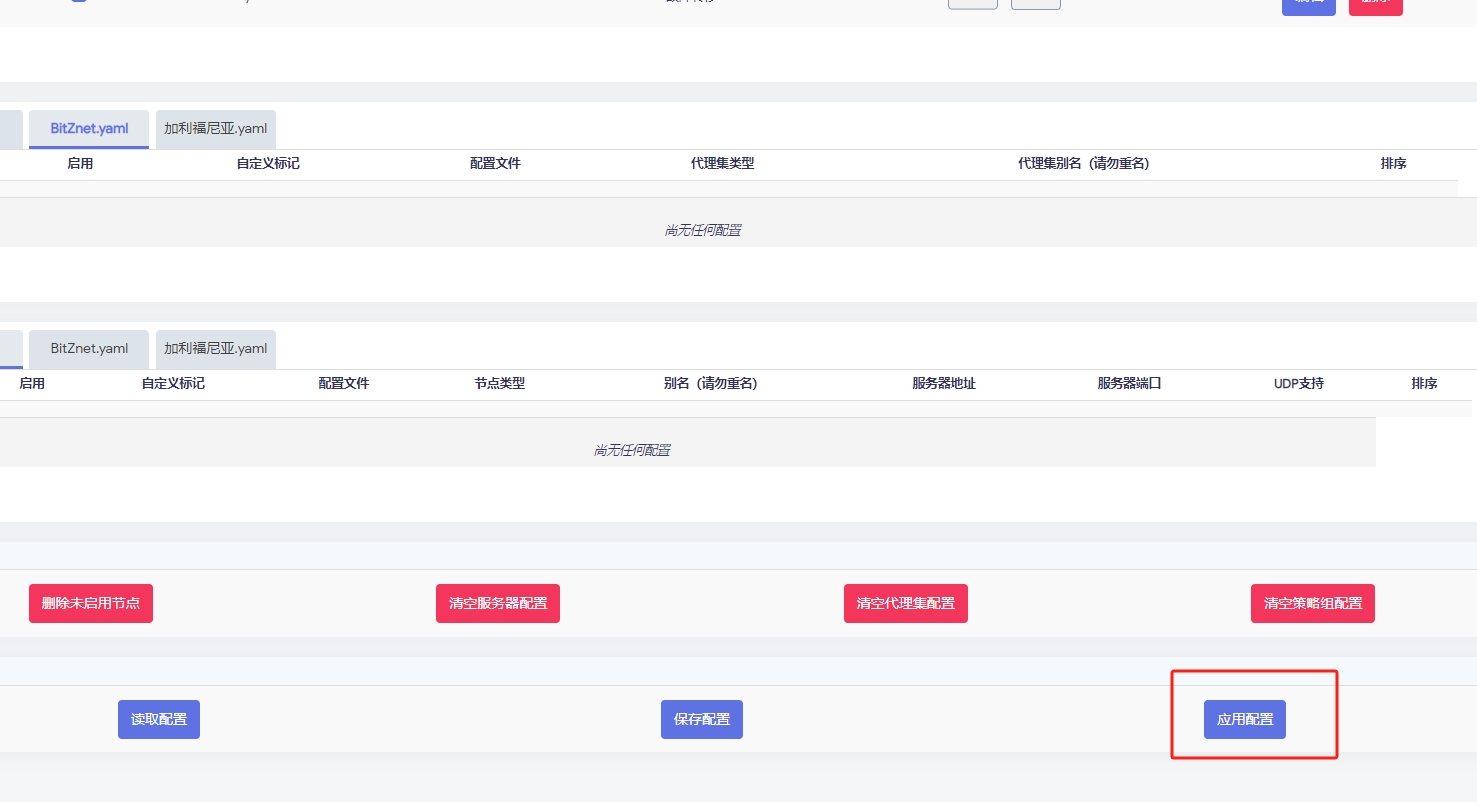 BitZnet.yaml 加利福尼亚.yaml
启用 自定义标记 配置文件 代理集类型 代理集别名（请勿重名） 排序
尚无任何配置
BitZnet.yaml 加利福尼亚.yaml
启用 自定义标记 配置文件 节点类型 别名（请勿重名） 服务器地址 服务器端口 UDP支持 排序
尚无任何配置
删除未启用节点 清空服务器配置 清空代理集配置 清空策略组配置
读取配置 保存配置 应用配置